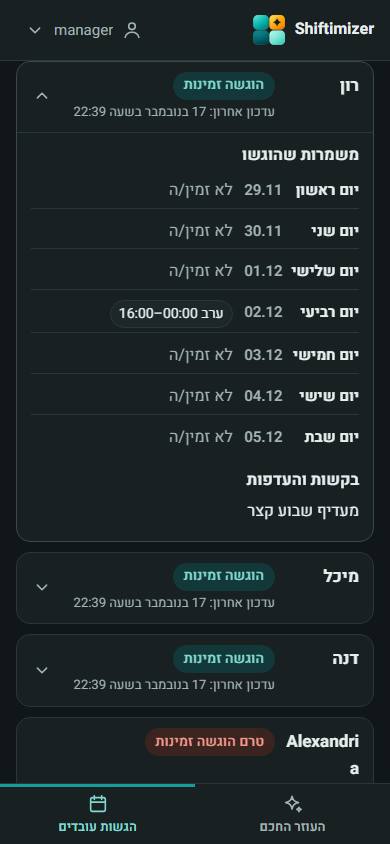 Shiftimizer
manager
רון
הוגשה זמינות
עדכון אחרון: 17 בנובמבר בשעה 22:39
משמרות שהוגשו
יום ראשון 29.11 לא זמין/ה
יום שני 30.11 לא זמין/ה
יום שלישי 01.12 לא זמין/ה
יום רביעי 02.12 ערב 16:00–00:00
יום חמישי 03.12 לא זמין/ה
יום שישי 04.12 לא זמין/ה
יום שבת 05.12 לא זמין/ה
בקשות והעדפות
מעדיף שבוע קצר
מיכל
הוגשה זמינות
עדכון אחרון: 17 בנובמבר בשעה 22:39
דנה
הוגשה זמינות
עדכון אחרון: 17 בנובמבר בשעה 22:39
Alexandri
a
טרם הוגשה זמינות
העוזר החכם
הגשות עובדים